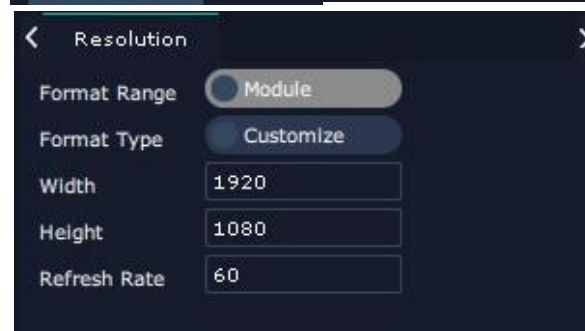 Resolution
Format Range Module
Format Type Customize
Width 1920
Height 1080
Refresh Rate 60